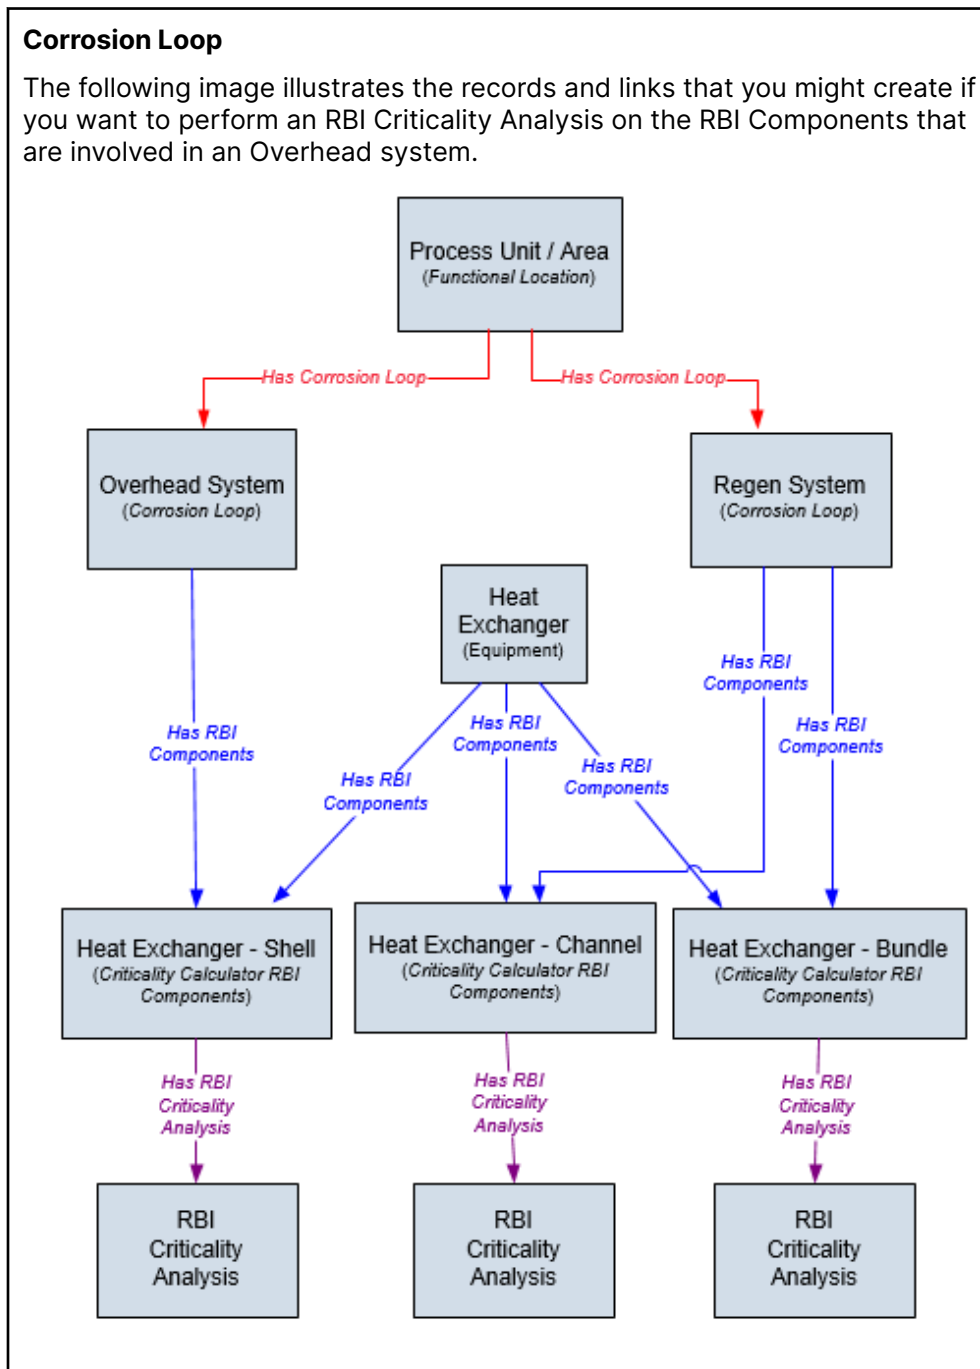 Corrosion Loop
The following image illustrates the records and links that you might create if
you want to perform an RBI Criticality Analysis on the RBI Components that
are involved in an Overhead system.
Process Unit / Area
(Functional Location)
Has Corrosion Loop
Has Corrosion Loop
Overhead System
(Corrosion Loop)
Regen System
(Corrosion Loop)
Heat
Exchanger
(Equipment)
Has RBI
Components
Has RBI
Components
Has RBI
Components
Has RBI
Components
Has RBI
Components
Has RBI
Components
Heat Exchanger - Shell
(Criticality Calculator RBI
Components)
Heat Exchanger - Channel
(Criticality Calculator RBI
Components)
Heat Exchanger - Bundle
(Criticality Calculator RBI
Components)
Has RBI
Criticality
Analysis
Has RBI
Criticality
Analysis
Has RBI
Criticality
Analysis
RBI
Criticality
Analysis
RBI
Criticality
Analysis
RBI
Criticality
Analysis